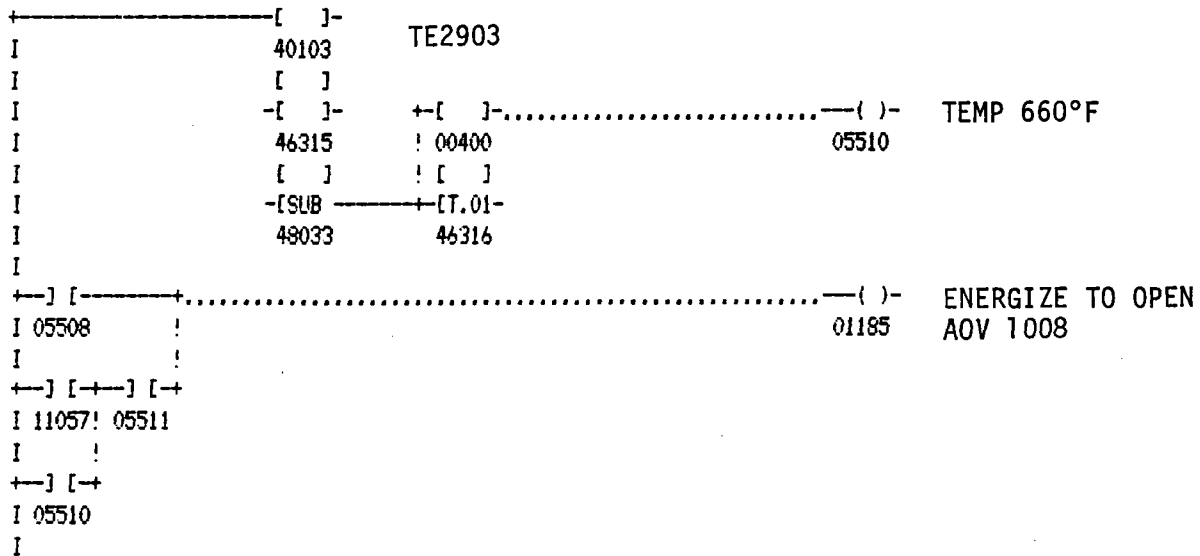 +-------------------[   ]-
I 40103 TE2903
I [   ]
I -[   ]- +-[   ]-............................---( )- TEMP 660°F
I 46315 ! 00400 05510
I [   ] ! [   ]
I -[SUB -------+-[T.01-
I 48033 46316
I
+--] [--------+.............................................................---( )- ENERGIZE TO OPEN
I 05508 ! 01185 AOV 1008
I !
+--] [-+--] [-+
I 11057! 05511
I !
+--] [-+
I 05510
I